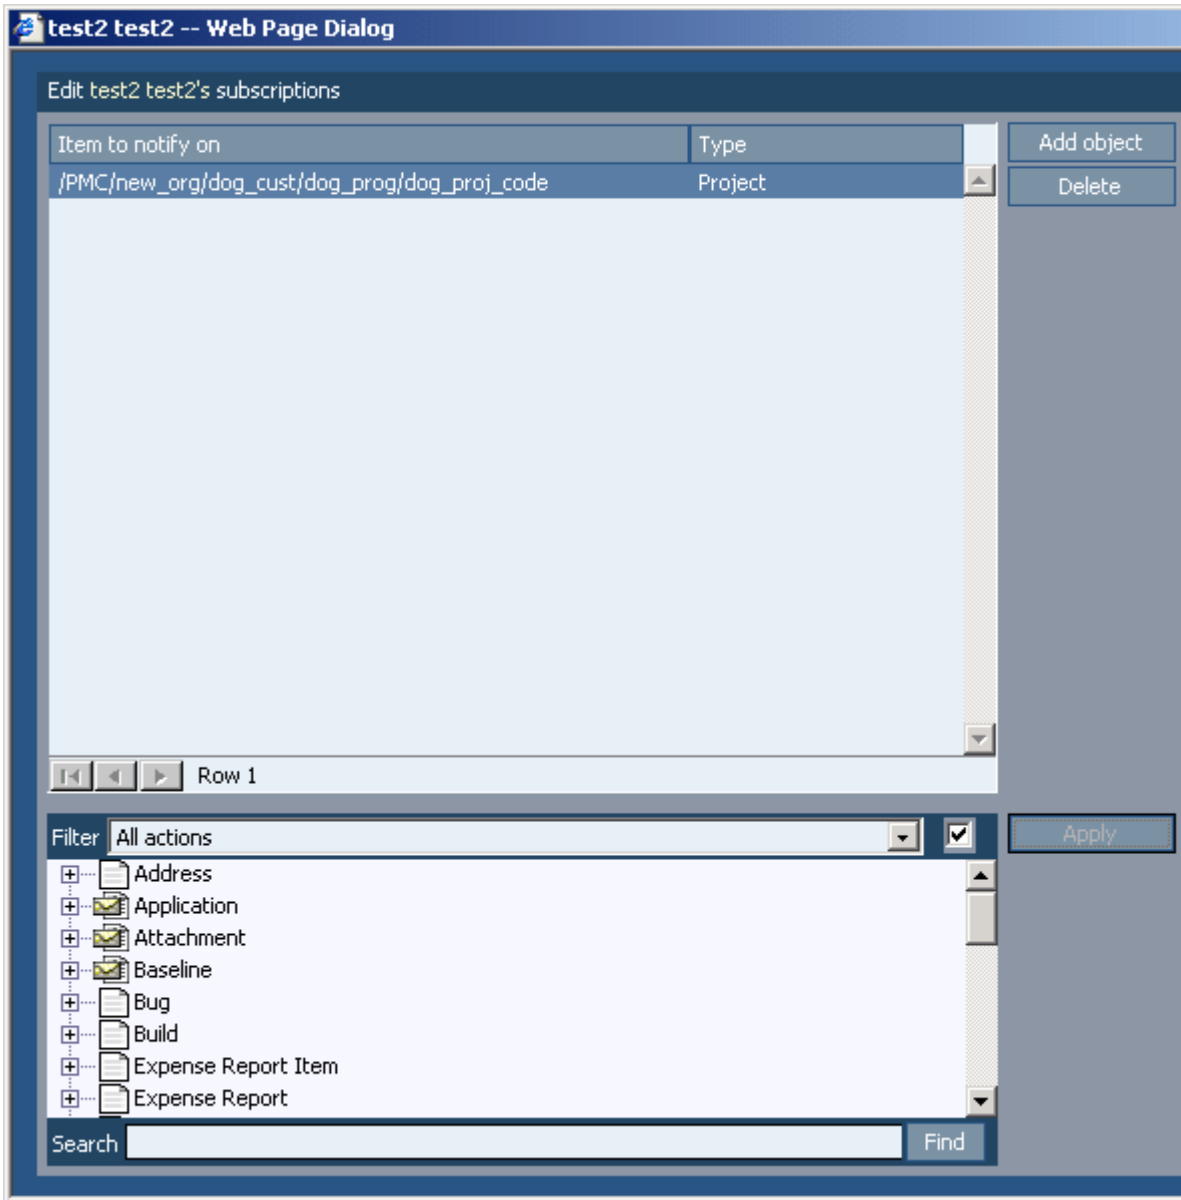 test2 test2 -- Web Page Dialog
Edit test2 test2's subscriptions
Item to notify on Type
Add object
/PMC/new_org/dog_cust/dog_prog/dog_proj_code Project
Delete
Row 1
Filter All actions
Apply
Address
Application
Attachment
Baseline
Bug
Build
Expense Report Item
Expense Report
Search Find